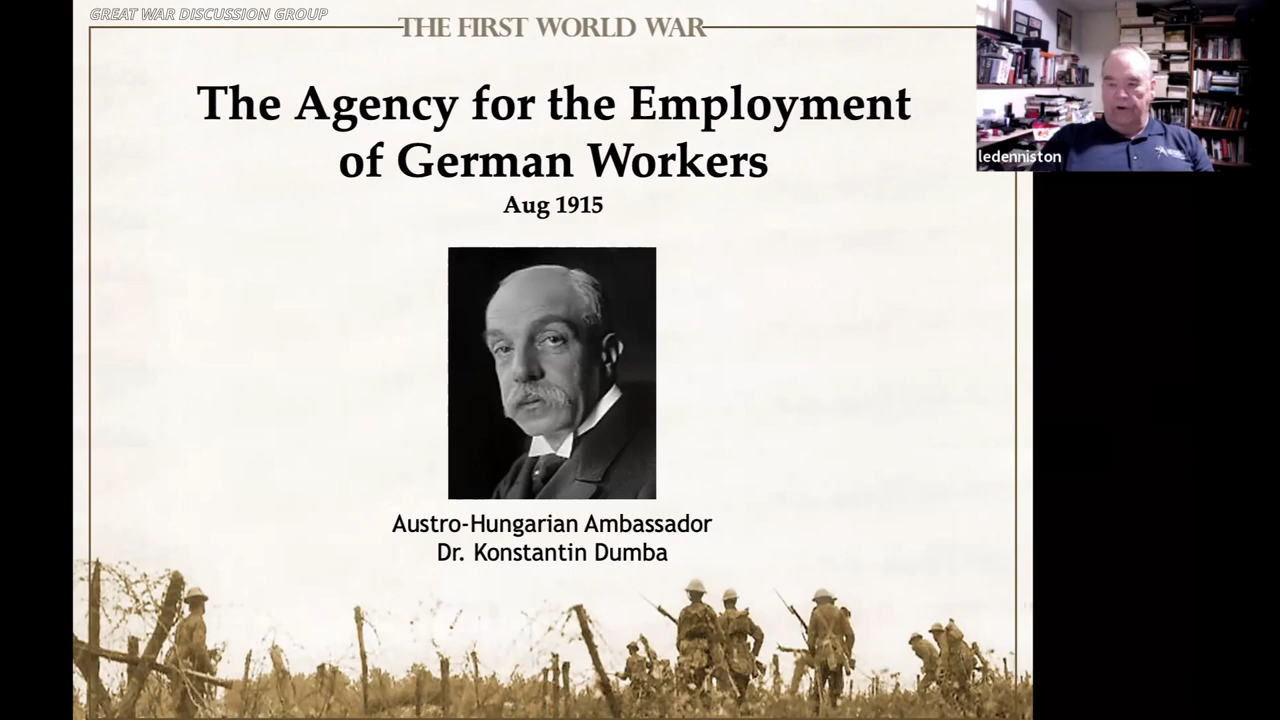 GREAT WAR DISCUSSION GROUP
THE FIRST WORLD WAR
The Agency for the Employment
of German Workers
Aug 1915
Austro-Hungarian Ambassador
Dr. Konstantin Dumba
ledenniston